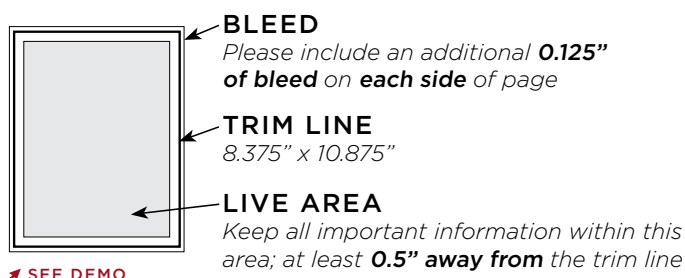 BLEED
Please include an additional 0.125”
of bleed on each side of page
TRIM LINE
8.375” x 10.875”
LIVE AREA
Keep all important information within this
area; at least 0.5” away from the trim line
SEE DEMO